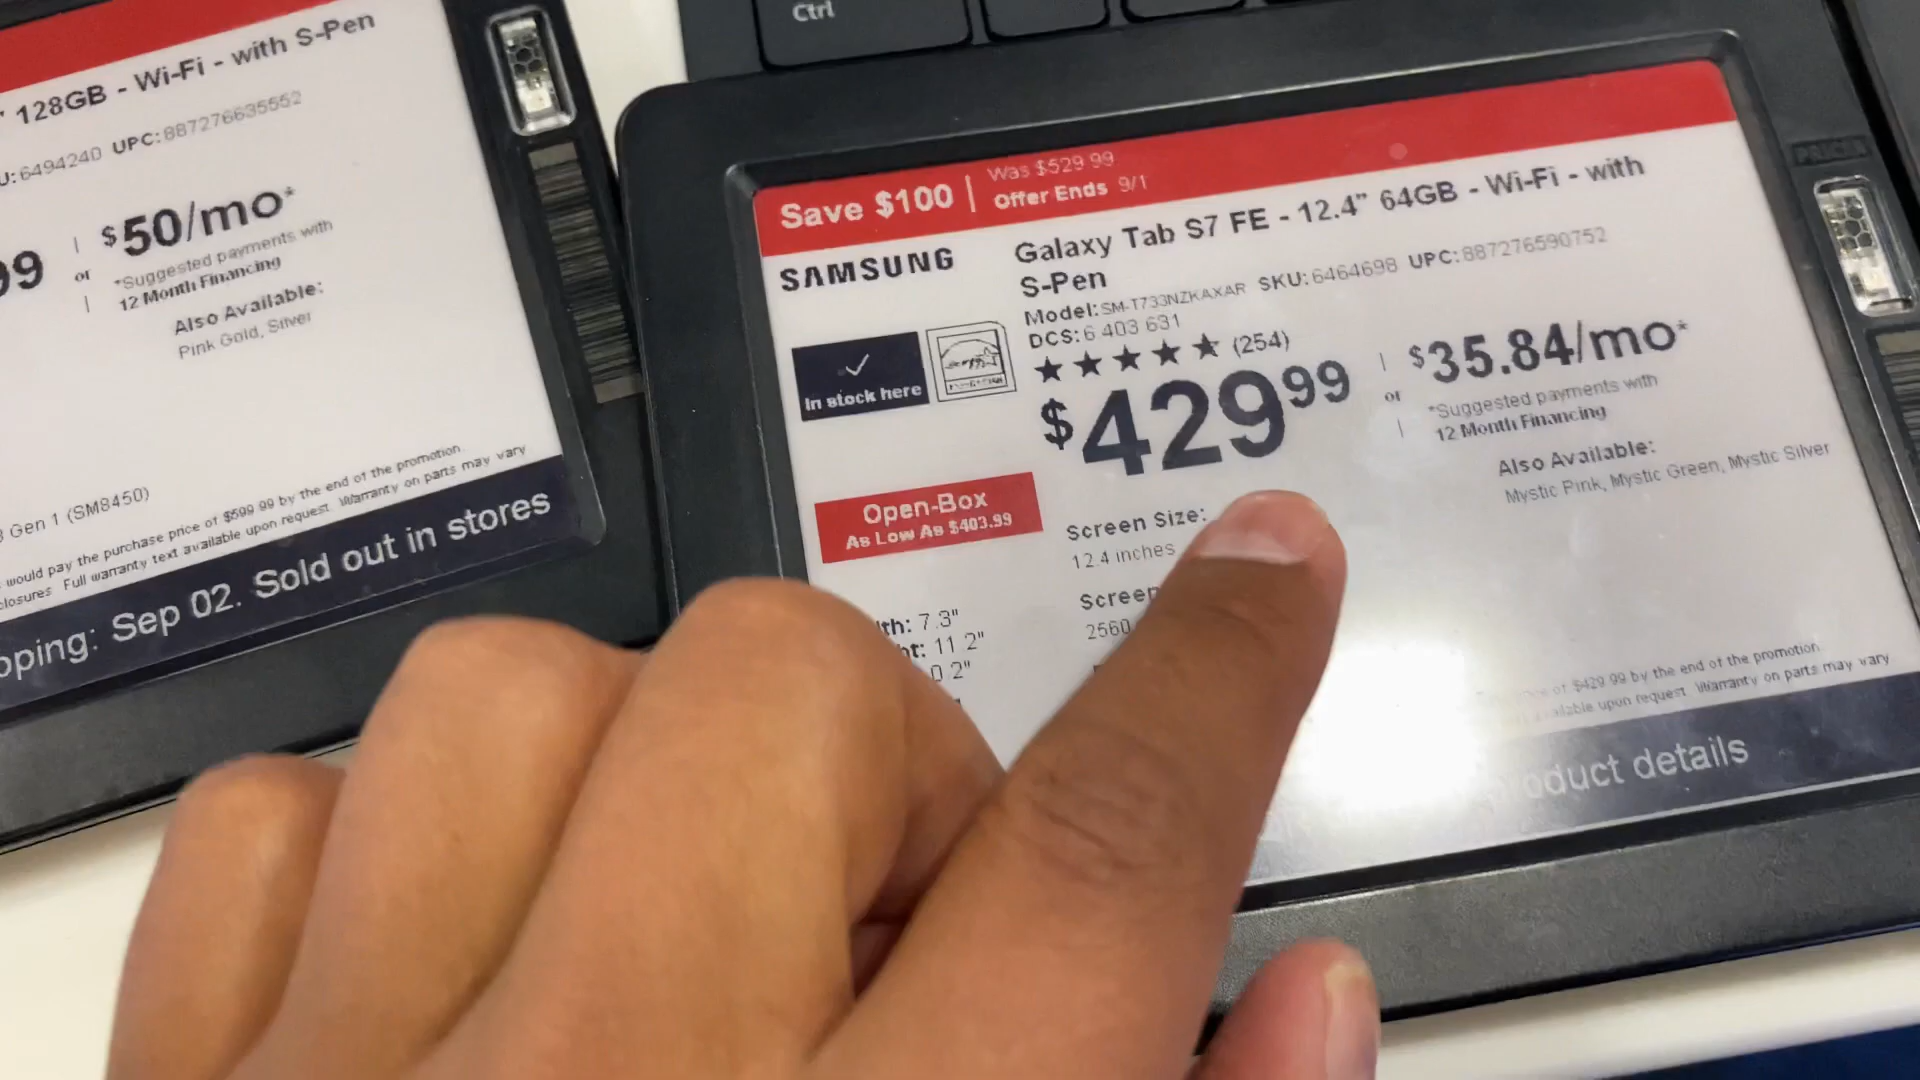 Ctrl
128GB - Wi-Fi - with S-Pen
6494240 UPC:887276635552
$50/mo*
or
*Suggested payments with
12 Month Financing
Also Available:
Pink Gold, Silver
Gen 1 (SM8450)
would pay the purchase price of $599.99 by the end of the promotion.
Full warranty text available upon request. Warranty on parts may vary
Sep 02. Sold out in stores
Save $100
Was $529.99
Offer Ends 9/1
SAMSUNG
Galaxy Tab S7 FE - 12.4" 64GB - Wi-Fi - with
S-Pen
Model:SM-T733NZKAXAR SKU:6464698 UPC:887276590752
DCS:6 403 631
(254)
In stock here
$429 99
or
$35.84/mo*
*Suggested payments with
12 Month Financing
Also Available:
Mystic Pink, Mystic Green, Mystic Silver
Open-Box
As Low As $403.99
Screen Size:
12.4 inches
Screen
2560
7.3"
11.2"
0.2"
of $429.99 by the end of the promotion.
available upon request. Warranty on parts may vary
details